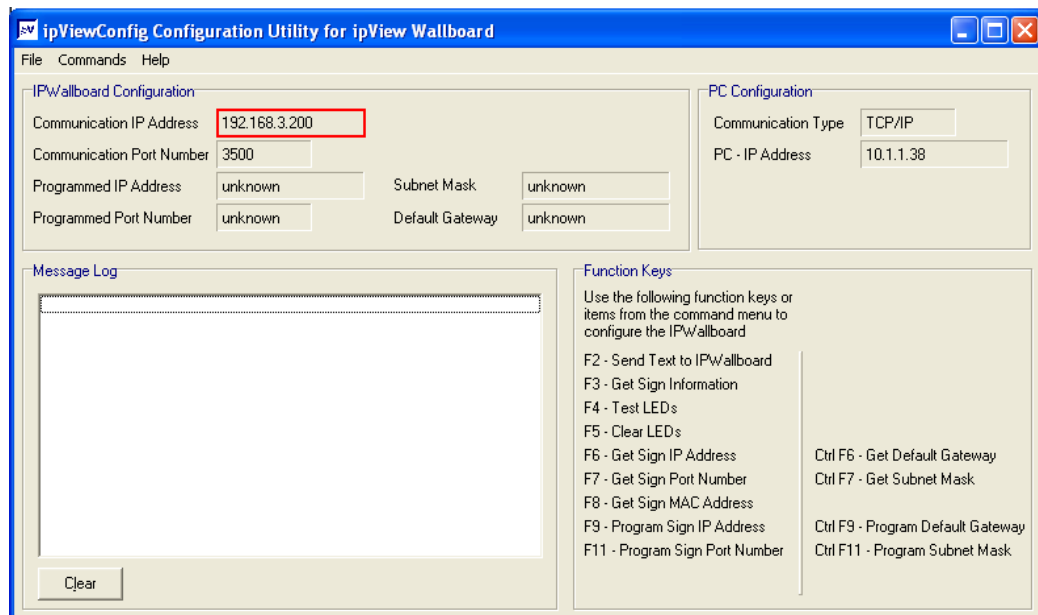 ipViewConfig Configuration Utility for ipView Wallboard
File Commands Help
IPWallboard Configuration
Communication IP Address 192.168.3.200
Communication Port Number 3500
Programmed IP Address unknown Subnet Mask unknown
Programmed Port Number unknown Default Gateway unknown
PC Configuration
Communication Type TCP/IP
PC - IP Address 10.1.1.38
Message Log
Clear
Function Keys
Use the following function keys or
items from the command menu to
configure the IPWallboard
F2 - Send Text to IPWallboard
F3 - Get Sign Information
F4 - Test LEDs
F5 - Clear LEDs
F6 - Get Sign IP Address Ctrl F6 - Get Default Gateway
F7 - Get Sign Port Number Ctrl F7 - Get Subnet Mask
F8 - Get Sign MAC Address
F9 - Program Sign IP Address Ctrl F9 - Program Default Gateway
F11 - Program Sign Port Number Ctrl F11 - Program Subnet Mask